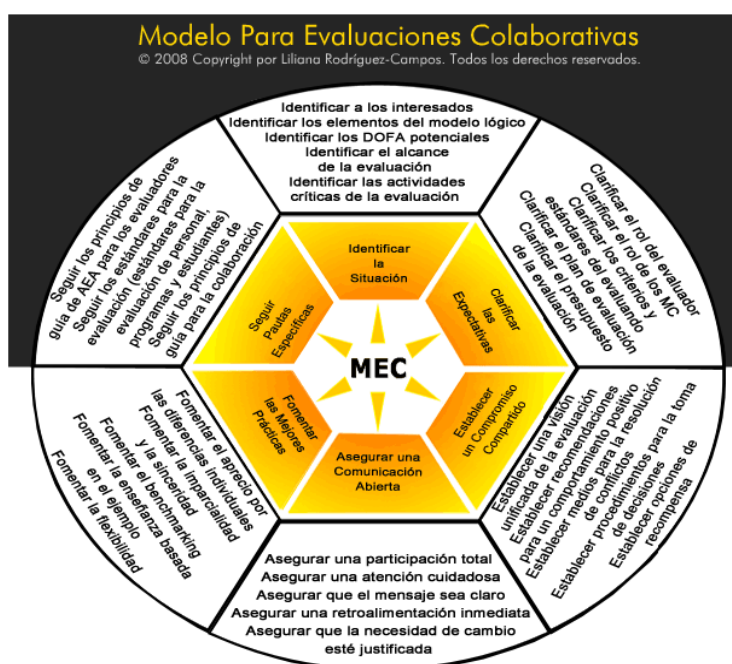 Modelo Para Evaluaciones Colaborativas
© 2008 Copyright por Liliana Rodríguez-Campos. Todos los derechos reservados.
Identificar a los interesados
Identificar los elementos del modelo lógico
Identificar los DOFA potenciales
Identificar el alcance
de la evaluación
Identificar las actividades
críticas de la evaluación
Clarificar el rol del evaluador
Clarificar el rol de los MC
Clarificar los criterios y
estándares del evaluando
Clarificar el plan de evaluación
Clarificar el presupuesto
de la evaluación
Establecer una visión
unificada de la evaluación
Establecer recomendaciones
para un comportamiento positivo
Establecer medios para la resolución
de conflictos
Establecer procedimientos para la toma
de decisiones
Establecer opciones de
recompensa
Asegurar una participación total
Asegurar una atención cuidadosa
Asegurar que el mensaje sea claro
Asegurar una retroalimentación inmediata
Asegurar que la necesidad de cambio
esté justificada
Fomentar el aprecio por
las diferencias individuales
Fomentar la imparcialidad
y la sinceridad
Fomentar el benchmarking
Fomentar la enseñanza basada
en el ejemplo
Fomentar la flexibilidad
Seguir los principios de
guía de AEA para los evaluadores
Seguir los estándares para la
evaluación (estándares para la
evaluación de personal,
programas y estudiantes)
Seguir los principios de
guía para la colaboración
Identificar
la
Situación
Clarificar
las
Expectativas
Establecer
un Compromiso
Compartido
Asegurar una
Comunicación
Abierta
Fomentar
las Mejores
Prácticas
Seguir
Pautas
Específicas
MEC